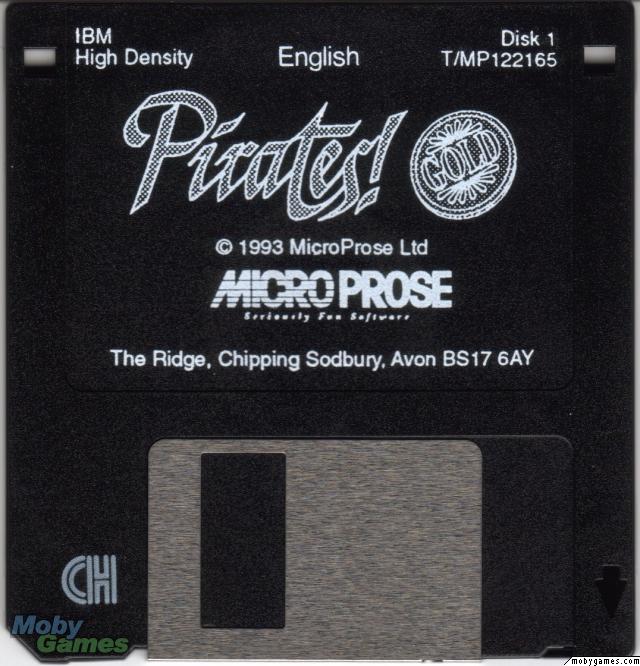 IBM
High Density
English
Disk 1
T/MP122165
Pirates!
GOLD
© 1993 MicroProse Ltd
MICRO PROSE
Seriously Fun Software
The Ridge, Chipping Sodbury, Avon BS17 6AY
CH
Moby
Games
mobygames.com